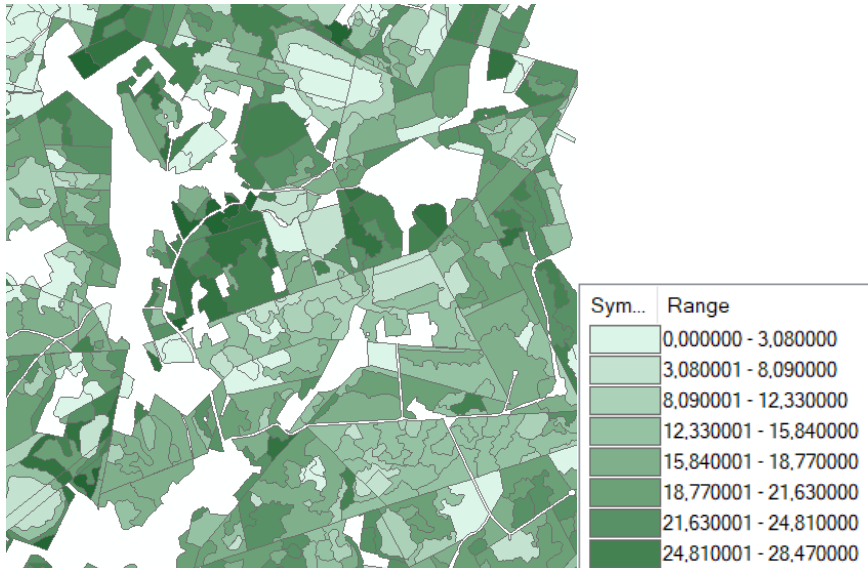 Sym... Range
0,000000 - 3,080000
3,080001 - 8,090000
8,090001 - 12,330000
12,330001 - 15,840000
15,840001 - 18,770000
18,770001 - 21,630000
21,630001 - 24,810000
24,810001 - 28,470000